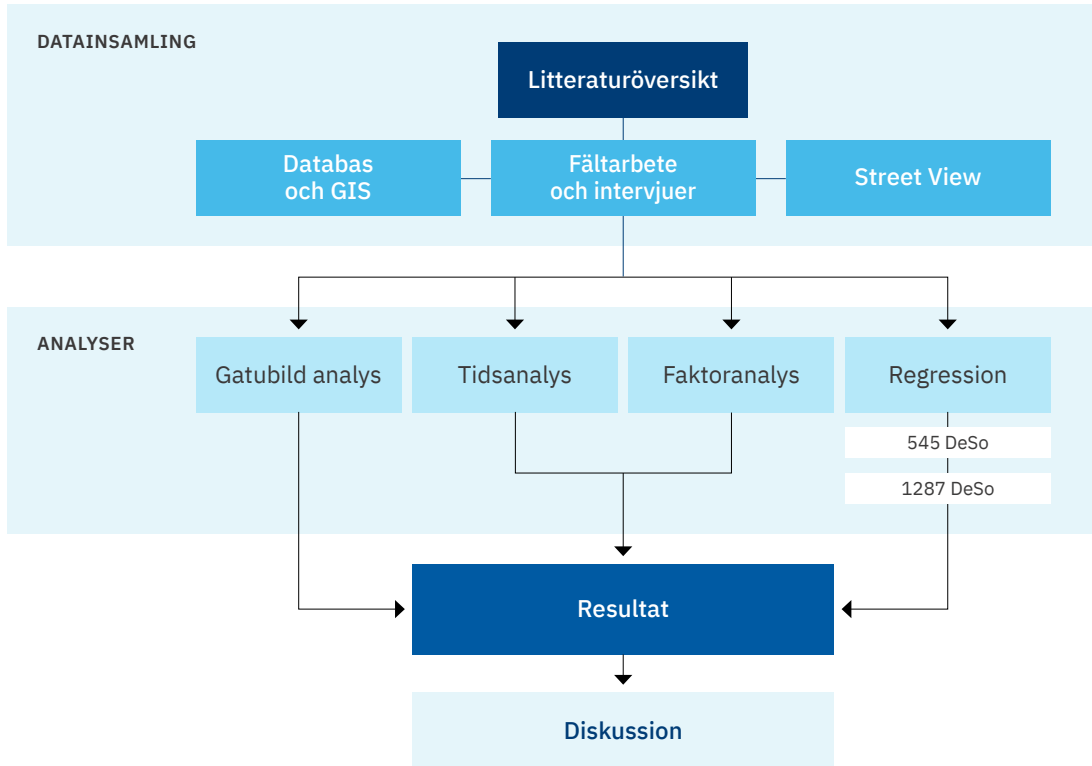 DATAINSAMLING
Litteraturöversikt
Databas
och GIS
Fältarbete
och intervjuer
Street View
ANALYSER
Gatubild analys
Tidsanalys
Faktoranalys
Regression
545 DeSo
1287 DeSo
Resultat
Diskussion